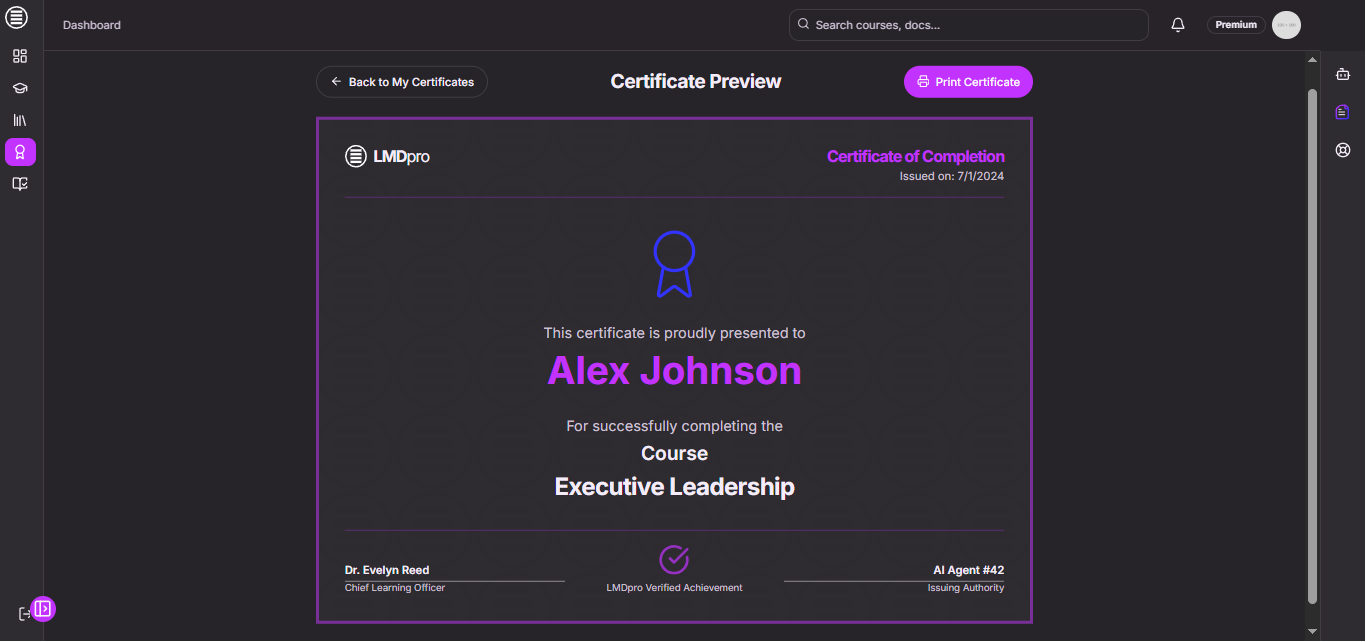 Dashboard
Search courses, docs...
Premium
Back to My Certificates
Certificate Preview
Print Certificate
LMDpro
Certificate of Completion
Issued on: 7/1/2024
This certificate is proudly presented to
Alex Johnson
For successfully completing the
Course
Executive Leadership
Dr. Evelyn Reed
Chief Learning Officer
LMDpro Verified Achievement
AI Agent #42
Issuing Authority